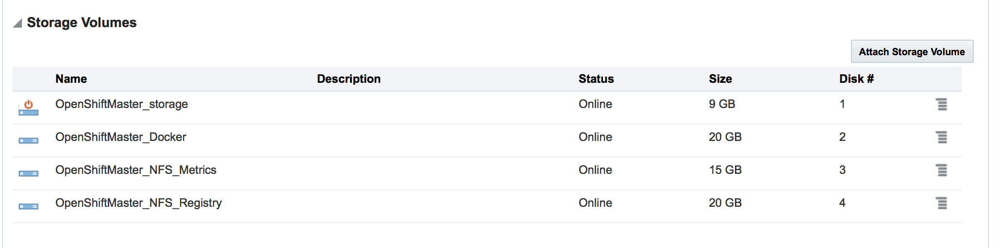 Storage Volumes
Attach Storage Volume
Name Description Status Size Disk #
OpenShiftMaster_storage Online 9 GB 1
OpenShiftMaster_Docker Online 20 GB 2
OpenShiftMaster_NFS_Metrics Online 15 GB 3
OpenShiftMaster_NFS_Registry Online 20 GB 4